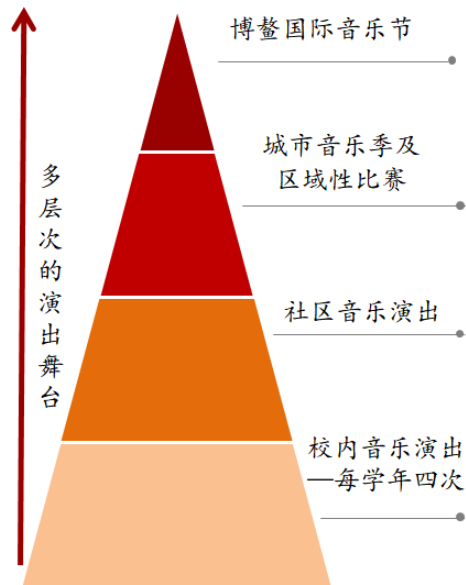 博鳌国际音乐节
城市音乐季及
区域性比赛
多层次的演出舞台
社区音乐演出
校内音乐演出
—每学年四次